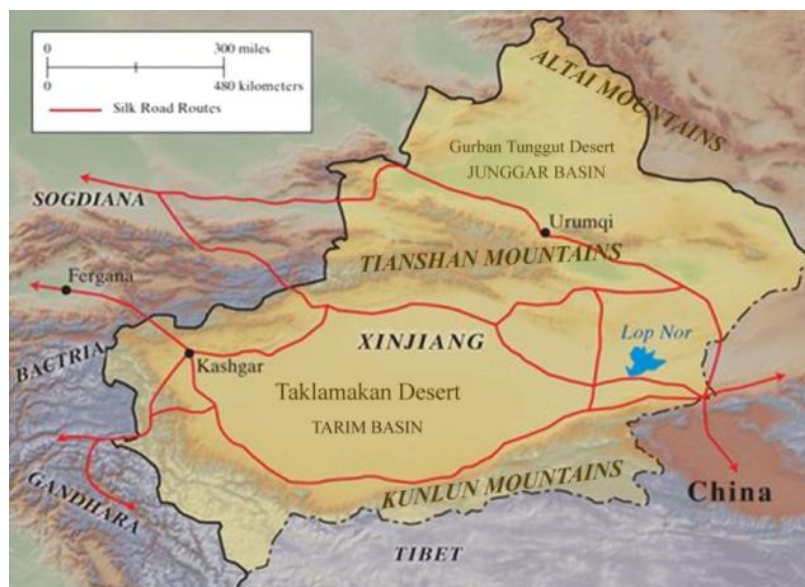 0 300 miles
0 480 kilometers
Silk Road Routes
ALTAI MOUNTAINS
Gurban Tunggut Desert
JUNGGAR BASIN
SOGDIANA
Urumqi
TIANSHAN MOUNTAINS
Fergana
XINJIANG
Lop Nor
BACTRIA
Kashgar
Taklamakan Desert
TARIM BASIN
GANDHARA
KUNLUN MOUNTAINS
China
TIBET